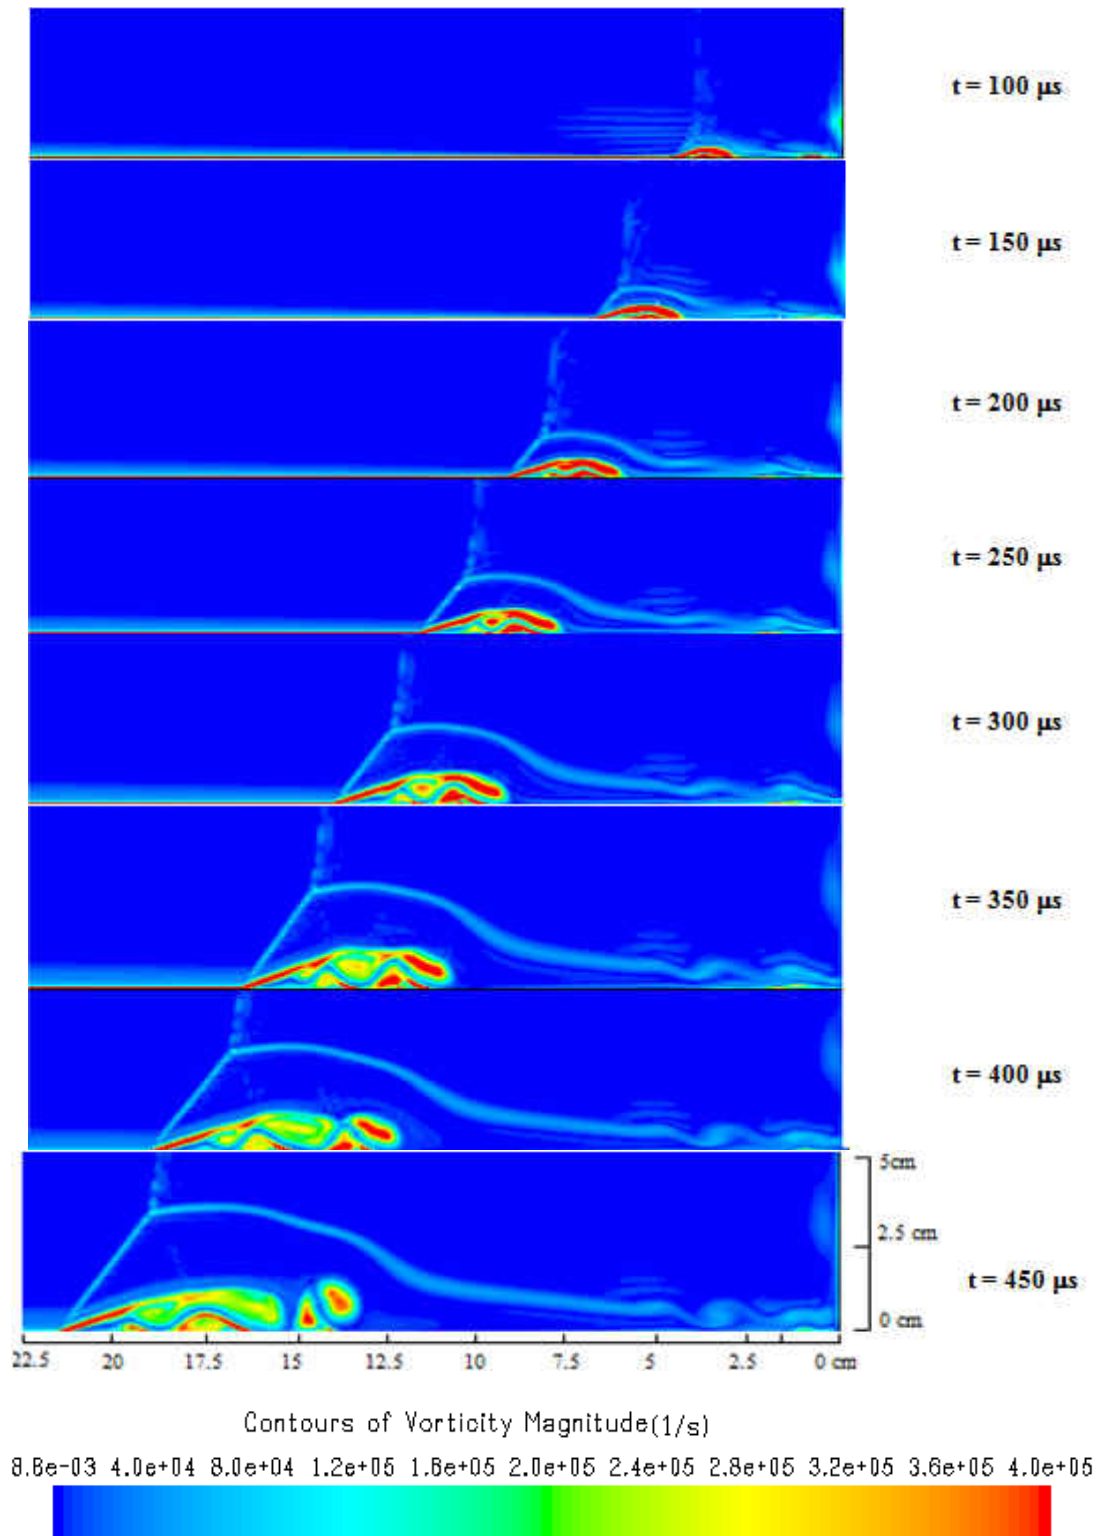 t = 100 μs
t = 150 μs
t = 200 μs
t = 250 μs
t = 300 μs
t = 350 μs
t = 400 μs
5cm
2.5 cm
t = 450 μs
0 cm
22.5 20 17.5 15 12.5 10 7.5 5 2.5 0 cm
Contours of Vorticity Magnitude(1/s)
8.8e-03 4.0e+04 8.0e+04 1.2e+05 1.6e+05 2.0e+05 2.4e+05 2.8e+05 3.2e+05 3.6e+05 4.0e+05